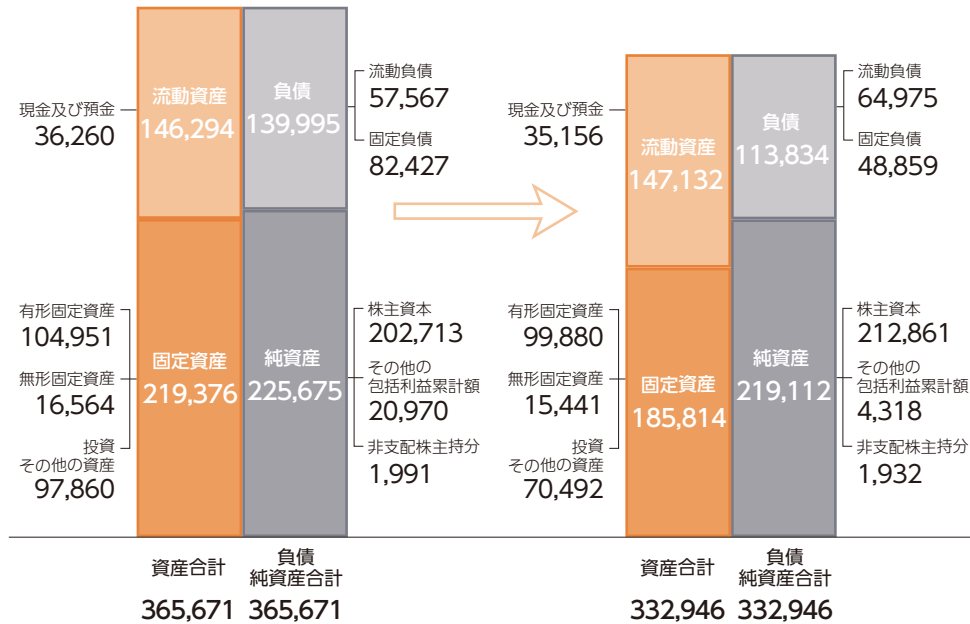 現金及び預金
36,260
流動資産
146,294
負債
139,995
流動負債
57,567
固定負債
82,427
有形固定資産
104,951
無形固定資産
16,564
投資
その他の資産
97,860
固定資産
219,376
純資産
225,675
株主資本
202,713
その他の
包括利益累計額
20,970
非支配株主持分
1,991
資産合計
365,671
負債
純資産合計
365,671
現金及び預金
35,156
流動資産
147,132
負債
113,834
流動負債
64,975
固定負債
48,859
有形固定資産
99,880
無形固定資産
15,441
投資
その他の資産
70,492
固定資産
185,814
純資産
219,112
株主資本
212,861
その他の
包括利益累計額
4,318
非支配株主持分
1,932
資産合計
332,946
負債
純資産合計
332,946